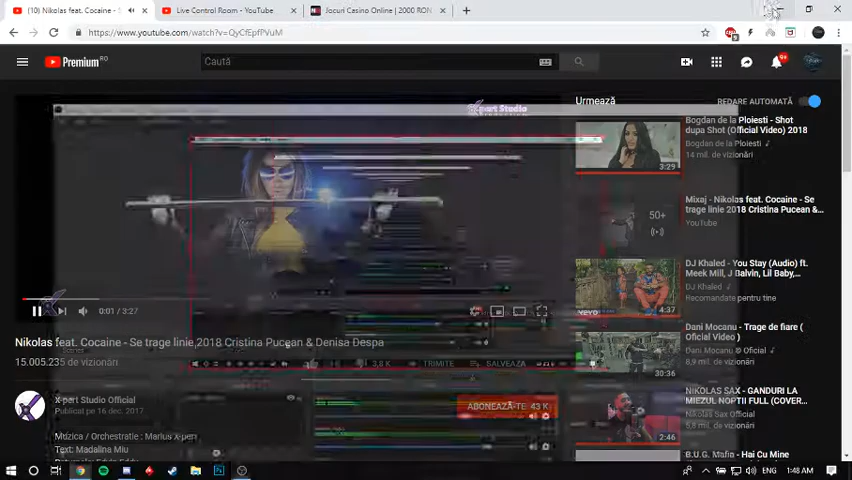 (10) Nikolas feat. Cocaine - S
Live Control Room - YouTube
Jocuri Casino Online | 2000 RON
https://www.youtube.com/watch?v=QyCfEpfPVuM
Premium RO
Caută
9+
X-pert Studio
Urmează
REDARE AUTOMATĂ
Bogdan de la Ploiesti - Shot
dupa Shot (Official Video) 2018
Bogdan de la Ploiesti
14 mil. de vizionări
3:29
Mixaj - Nikolas feat. Cocaine - Se
trage linie 2018 Cristina Pucean &...
YouTube
50+
DJ Khaled - You Stay (Audio) ft.
Meek Mill, J Balvin, Lil Baby,...
DJ Khaled
Recomandate pentru tine
vevo
4:37
0:01 / 3:27
Dani Mocanu - Trage de fiare (
Oficial Video )
Dani Mocanu Oficial
8,9 mil. de vizionări
30:36
Nikolas feat. Cocaine - Se trage linie 2018 Cristina Pucean & Denisa Despa
15.005.235 de vizionări
3,8 K
TRIMITE
SALVEAZĂ
X-pert Studio Official
Publicat pe 16 dec. 2017
ABONEAZĂ-TE 43 K
Muzica / Orchestratie : Marius X-pert
Text: Madalina Miu
NIKOLAS SAX - GANDURI LA
MIEZUL NOPTII FULL (COVER...
Nikolas Sax Official
5,8 mil. de vizionări
2:46
B.U.G. Mafia - Hai Cu Mine
ENG
1:48 AM